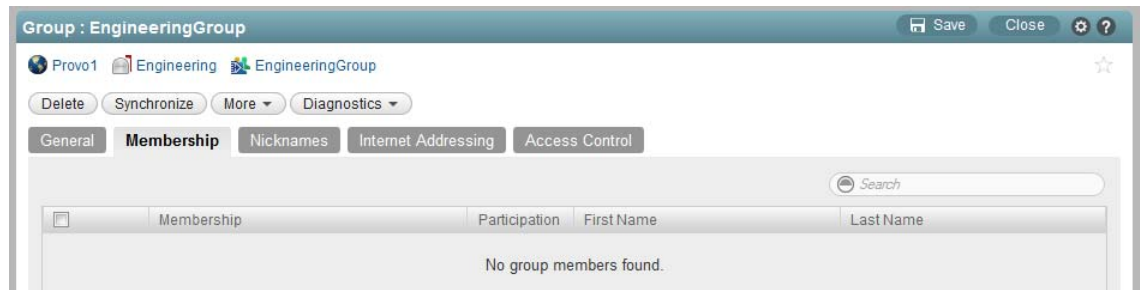 Group : EngineeringGroup Save Close ?
Provo1 Engineering EngineeringGroup
Delete Synchronize More Diagnostics
General Membership Nicknames Internet Addressing Access Control
Search
Membership Participation First Name Last Name
No group members found.